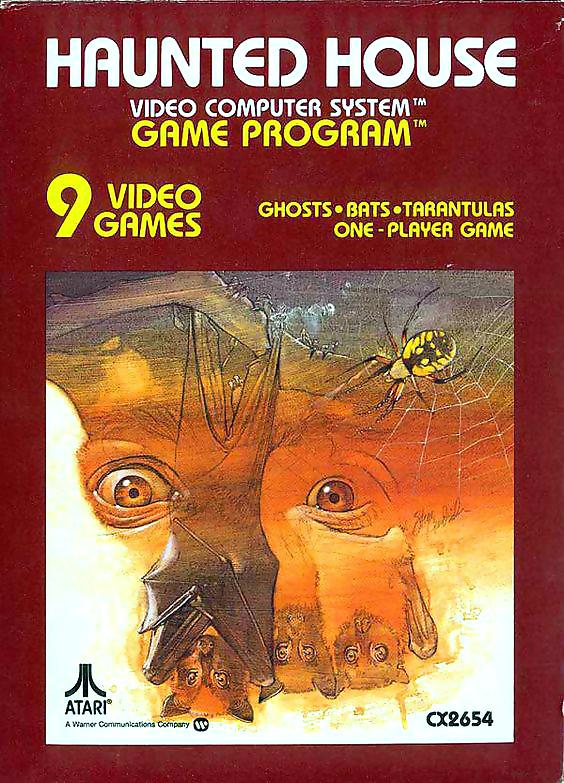 HAUNTED HOUSE
VIDEO COMPUTER SYSTEM™
GAME PROGRAM™
9 VIDEO GAMES
GHOSTS • BATS • TARANTULAS
ONE - PLAYER GAME
ATARI®
A Warner Communications Company
CX2654